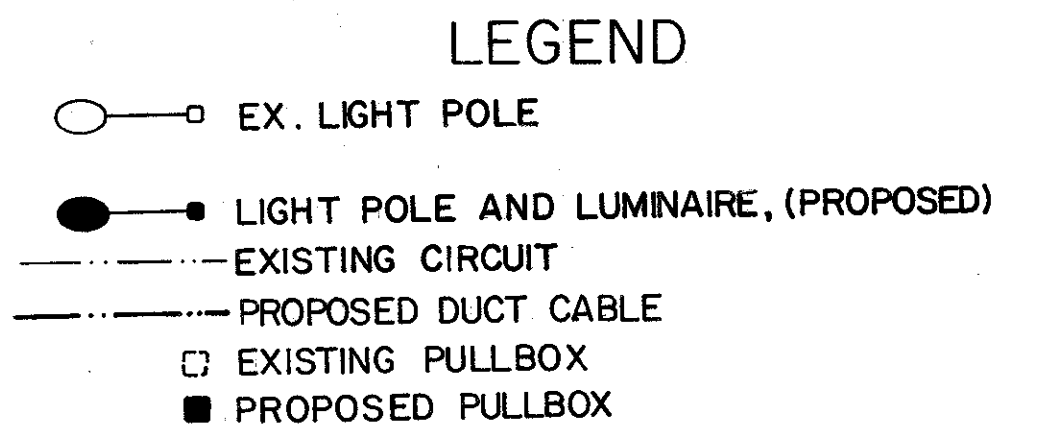 LEGEND
EX. LIGHT POLE
LIGHT POLE AND LUMINAIRE, (PROPOSED)
EXISTING CIRCUIT
PROPOSED DUCT CABLE
EXISTING PULLBOX
PROPOSED PULLBOX